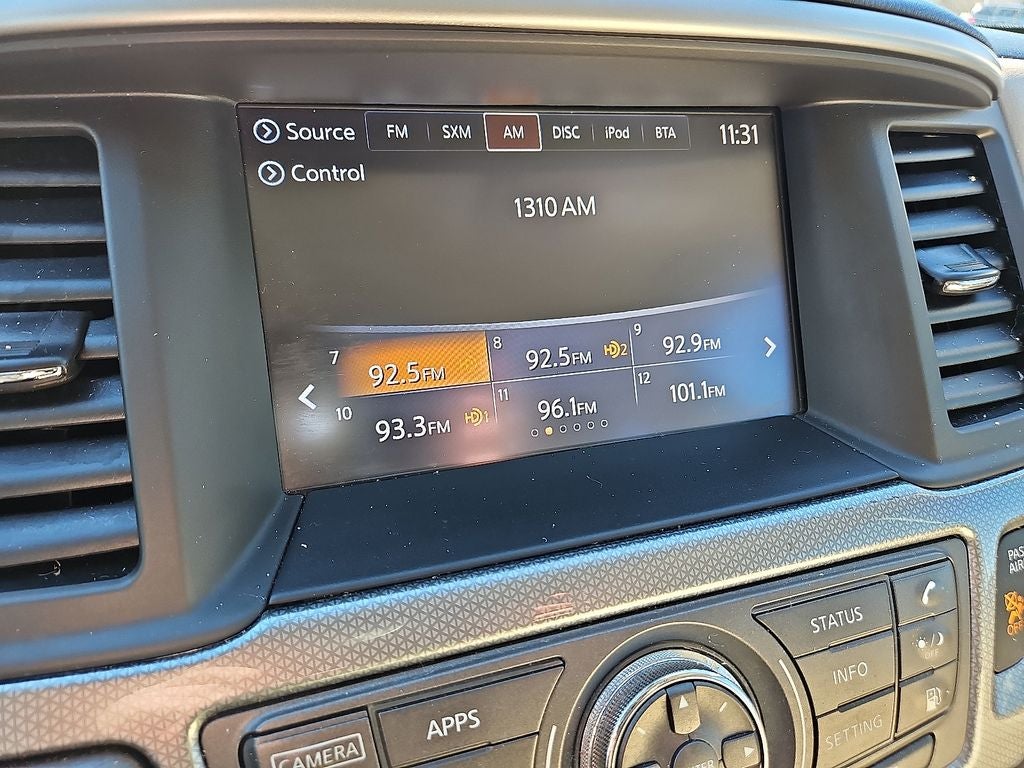 Source FM SXM AM DISC iPod BTA 11:31
Control
1310 AM
7 92.5FM 8 92.5FM HD2 9 92.9FM
10 93.3FM HD1 11 96.1FM 12 101.1FM
STATUS
INFO
SETTING
APPS
CAMERA
OFF